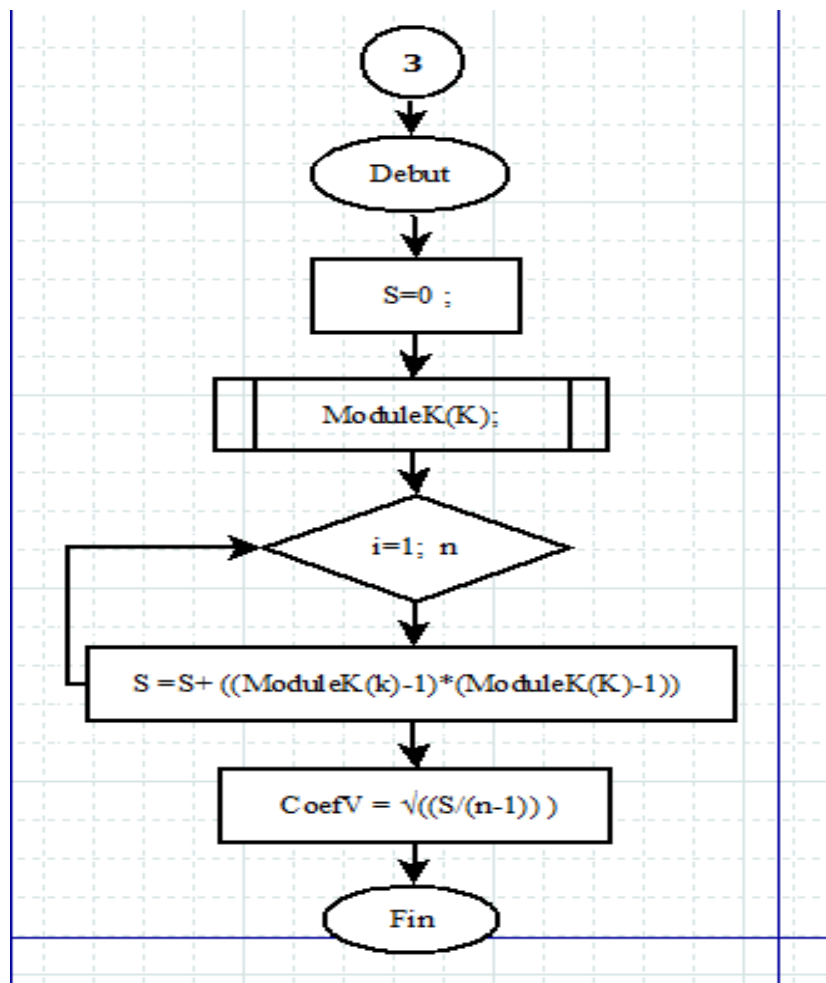 3
Debut
S=0 ;
ModuleK(K);
i=1; n
S =S+ ((ModuleK(k)-1)*(ModuleK(K)-1))
CoefV = √((S/(n-1)) )
Fin